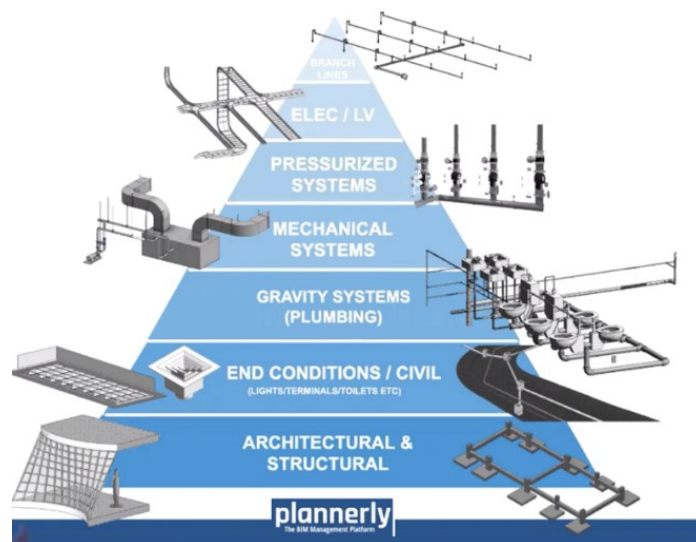 BRANCH
LINES
ELEC / LV
PRESSURIZED
SYSTEMS
MECHANICAL
SYSTEMS
GRAVITY SYSTEMS
(PLUMBING)
END CONDITIONS / CIVIL
(LIGHTS/TERMINALS/TOILETS ETC)
ARCHITECTURAL &
STRUCTURAL
plannerly
The BIM Management Platform